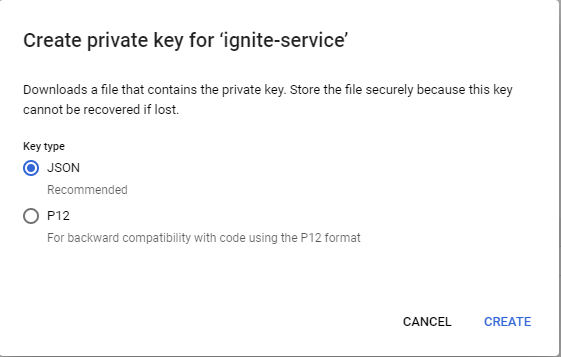 Create private key for ‘ignite-service’
Downloads a file that contains the private key. Store the file securely because this key
cannot be recovered if lost.
Key type
JSON
Recommended
P12
For backward compatibility with code using the P12 format
CANCEL CREATE